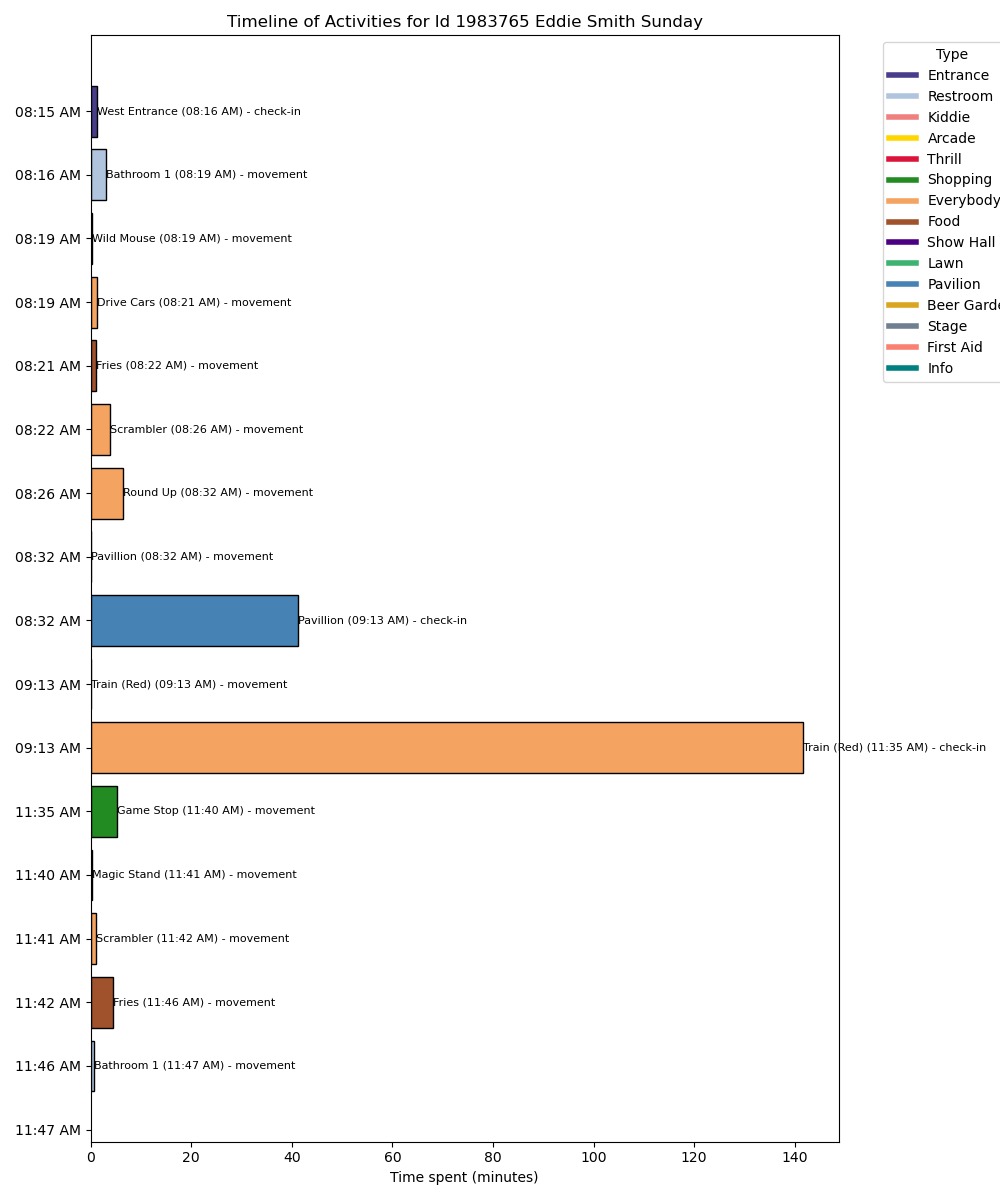 Timeline of Activities for Id 1983765 Eddie Smith Sunday
08:15 AM West Entrance (08:16 AM) - check-in
08:16 AM Bathroom 1 (08:19 AM) - movement
08:19 AM Wild Mouse (08:19 AM) - movement
08:19 AM Drive Cars (08:21 AM) - movement
08:21 AM Fries (08:22 AM) - movement
08:22 AM Scrambler (08:26 AM) - movement
08:26 AM Round Up (08:32 AM) - movement
08:32 AM Pavillion (08:32 AM) - movement
08:32 AM Pavillion (09:13 AM) - check-in
09:13 AM Train (Red) (09:13 AM) - movement
09:13 AM Train (Red) (11:35 AM) - check-in
11:35 AM Game Stop (11:40 AM) - movement
11:40 AM Magic Stand (11:41 AM) - movement
11:41 AM Scrambler (11:42 AM) - movement
11:42 AM Fries (11:46 AM) - movement
11:46 AM Bathroom 1 (11:47 AM) - movement
11:47 AM
0 20 40 60 80 100 120 140
Time spent (minutes)
Type
Entrance
Restroom
Kiddie
Arcade
Thrill
Shopping
Everybody
Food
Show Hall
Lawn
Pavilion
Beer Garde
Stage
First Aid
Info